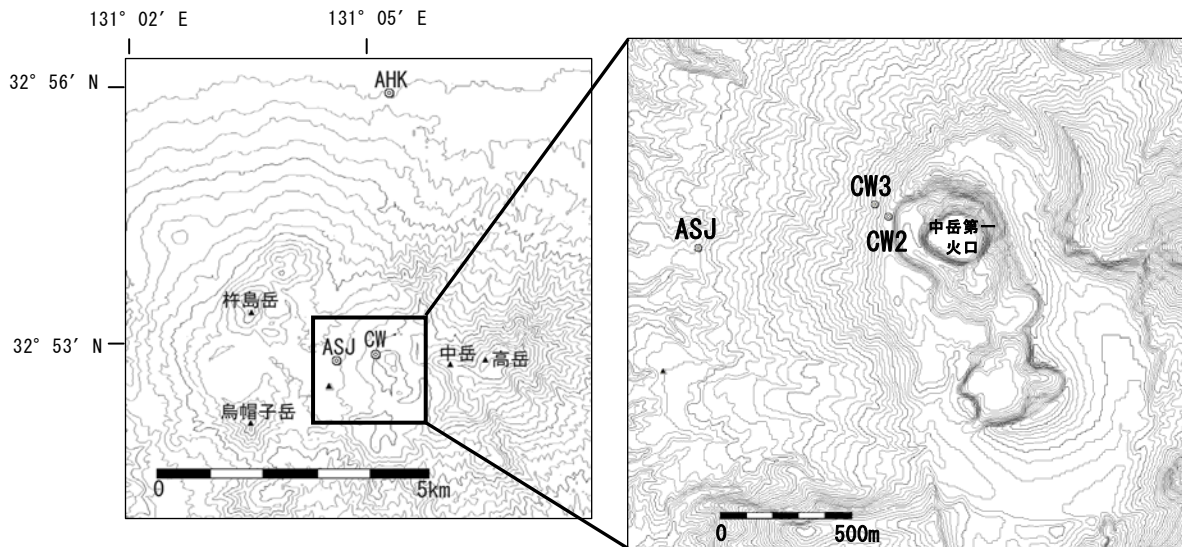 131° 02′ E
131° 05′ E
32° 56′ N
AHK
杵島岳
32° 53′ N
ASJ
CW
中岳
高岳
烏帽子岳
0
5km
CW3
CW2
中岳第一
火口
ASJ
0
500m